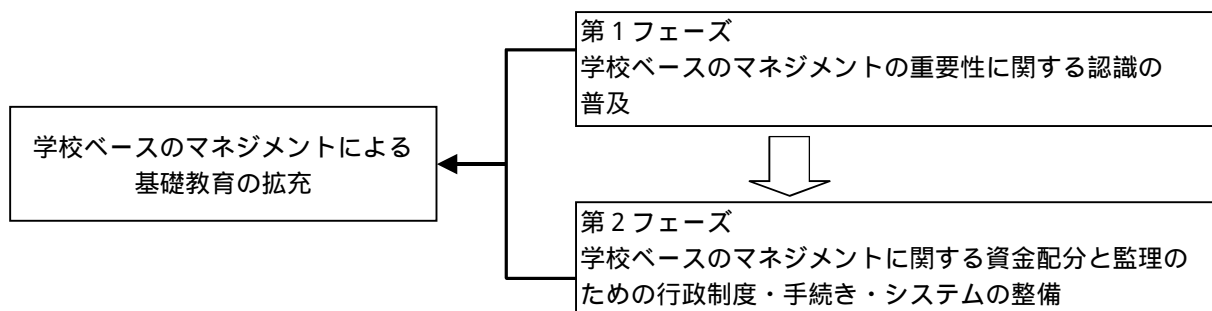 学校ベースのマネジメントによる
基礎教育の拡充
第1フェーズ
学校ベースのマネジメントの重要性に関する認識の
普及
第2フェーズ
学校ベースのマネジメントに関する資金配分と監理の
ための行政制度・手続き・システムの整備